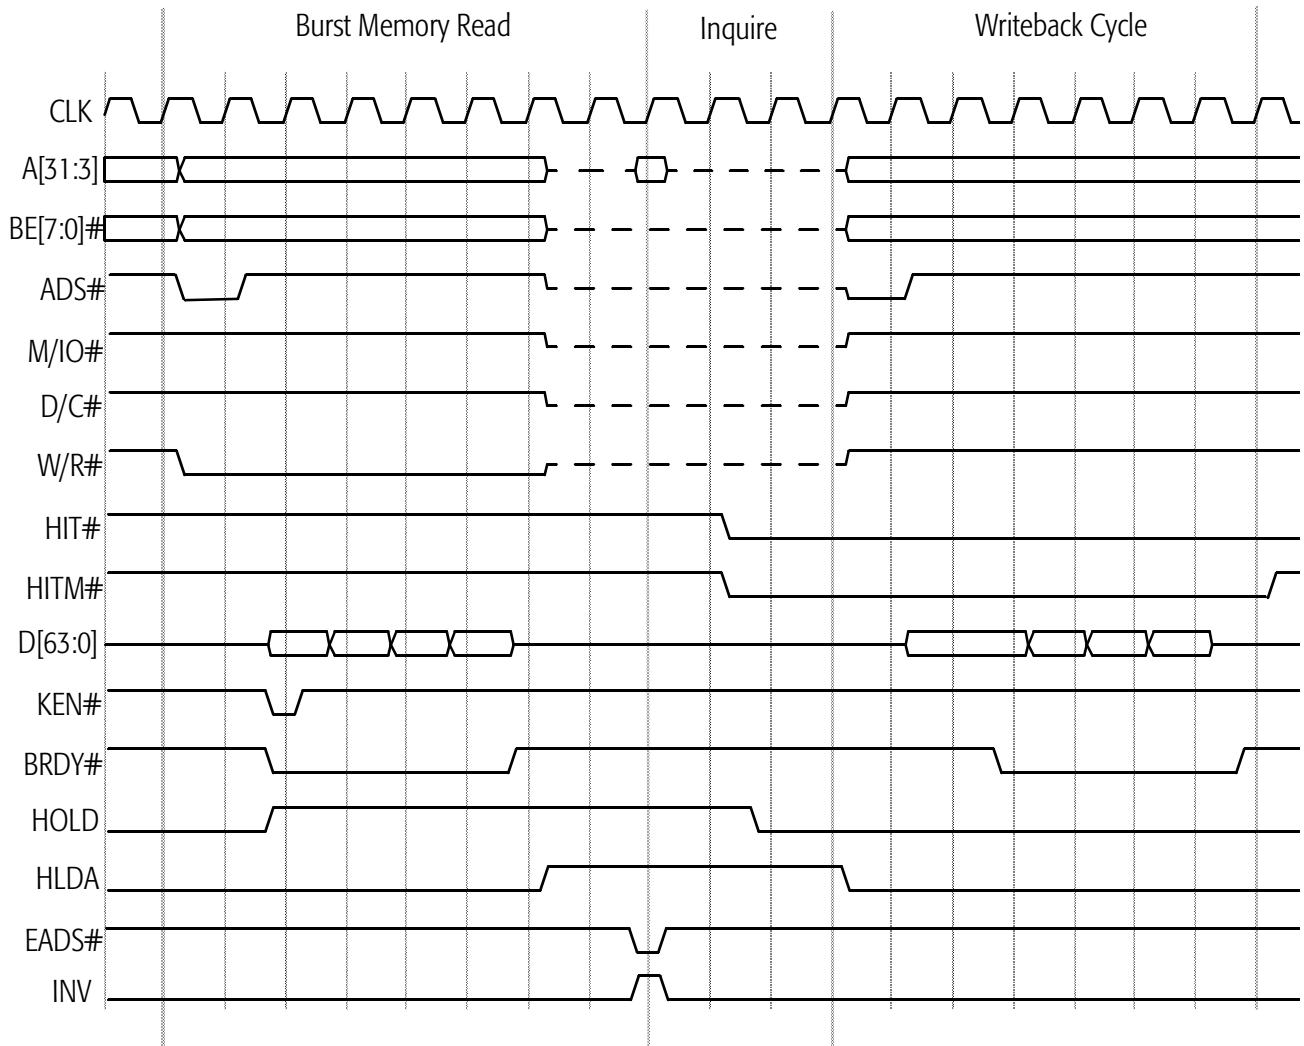 Burst Memory Read
Inquire
Writeback Cycle
CLK
A[31:3]
BE[7:0]#
ADS#
M/IO#
D/C#
W/R#
HIT#
HITM#
D[63:0]
KEN#
BRDY#
HOLD
HLDA
EADS#
INV